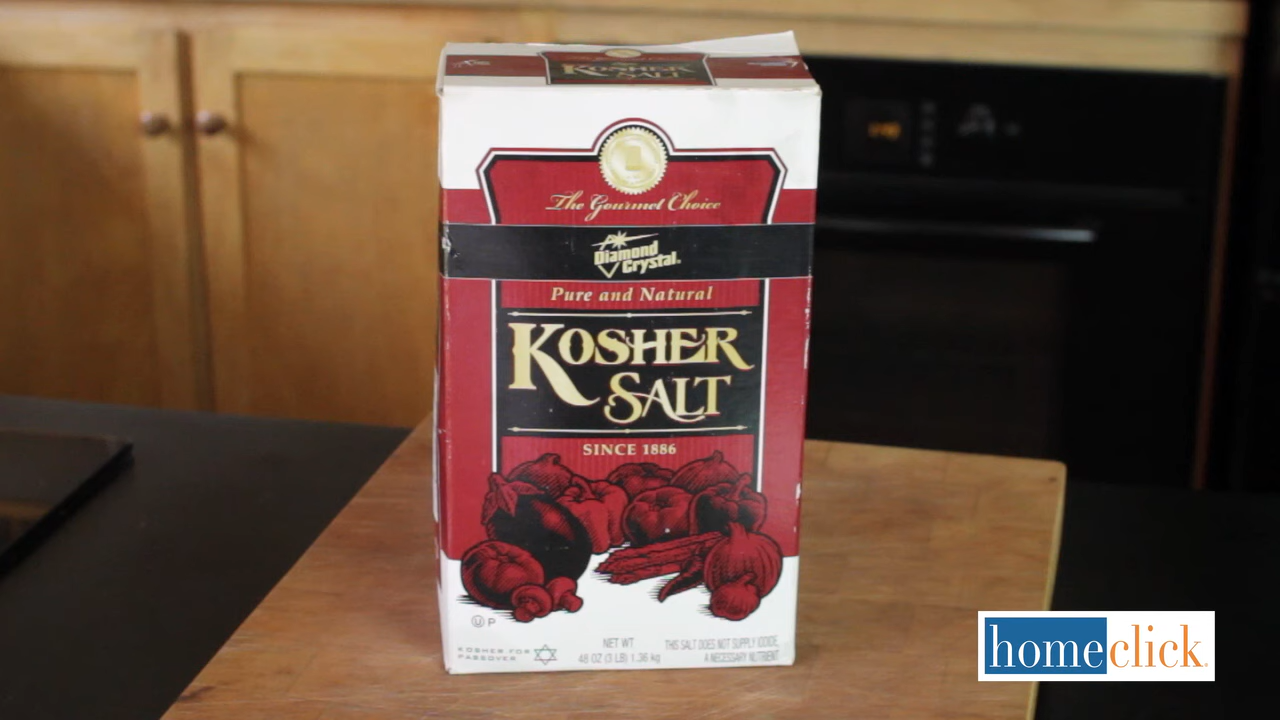 KOSHER
SALT
The Gourmet Choice
Diamond
Crystal®
Pure and Natural
KOSHER
SALT
SINCE 1886
U P
KOSHER FOR
PASSOVER
NET WT
48 OZ (3 LB) 1.36 kg
THIS SALT DOES NOT SUPPLY IODIDE,
A NECESSARY NUTRIENT
homeclick